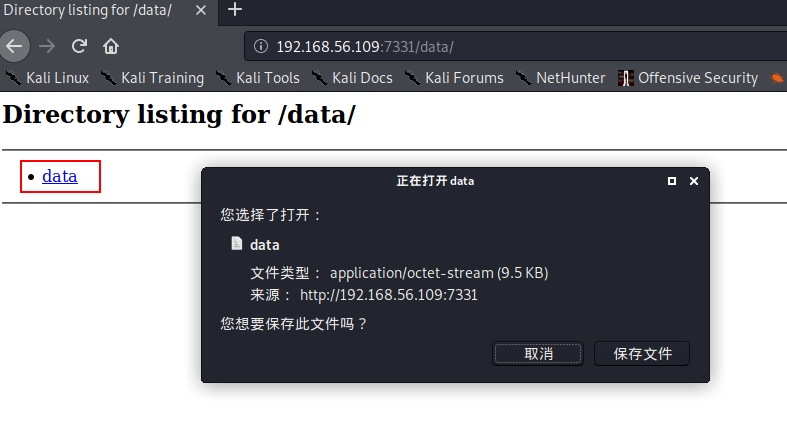 Directory listing for /data/
192.168.56.109:7331/data/
Kali Linux Kali Training Kali Tools Kali Docs Kali Forums NetHunter Offensive Security
Directory listing for /data/
data
正在打开 data
您选择了打开：
data
文件类型： application/octet-stream (9.5 KB)
来源： http://192.168.56.109:7331
您想要保存此文件吗？
取消 保存文件